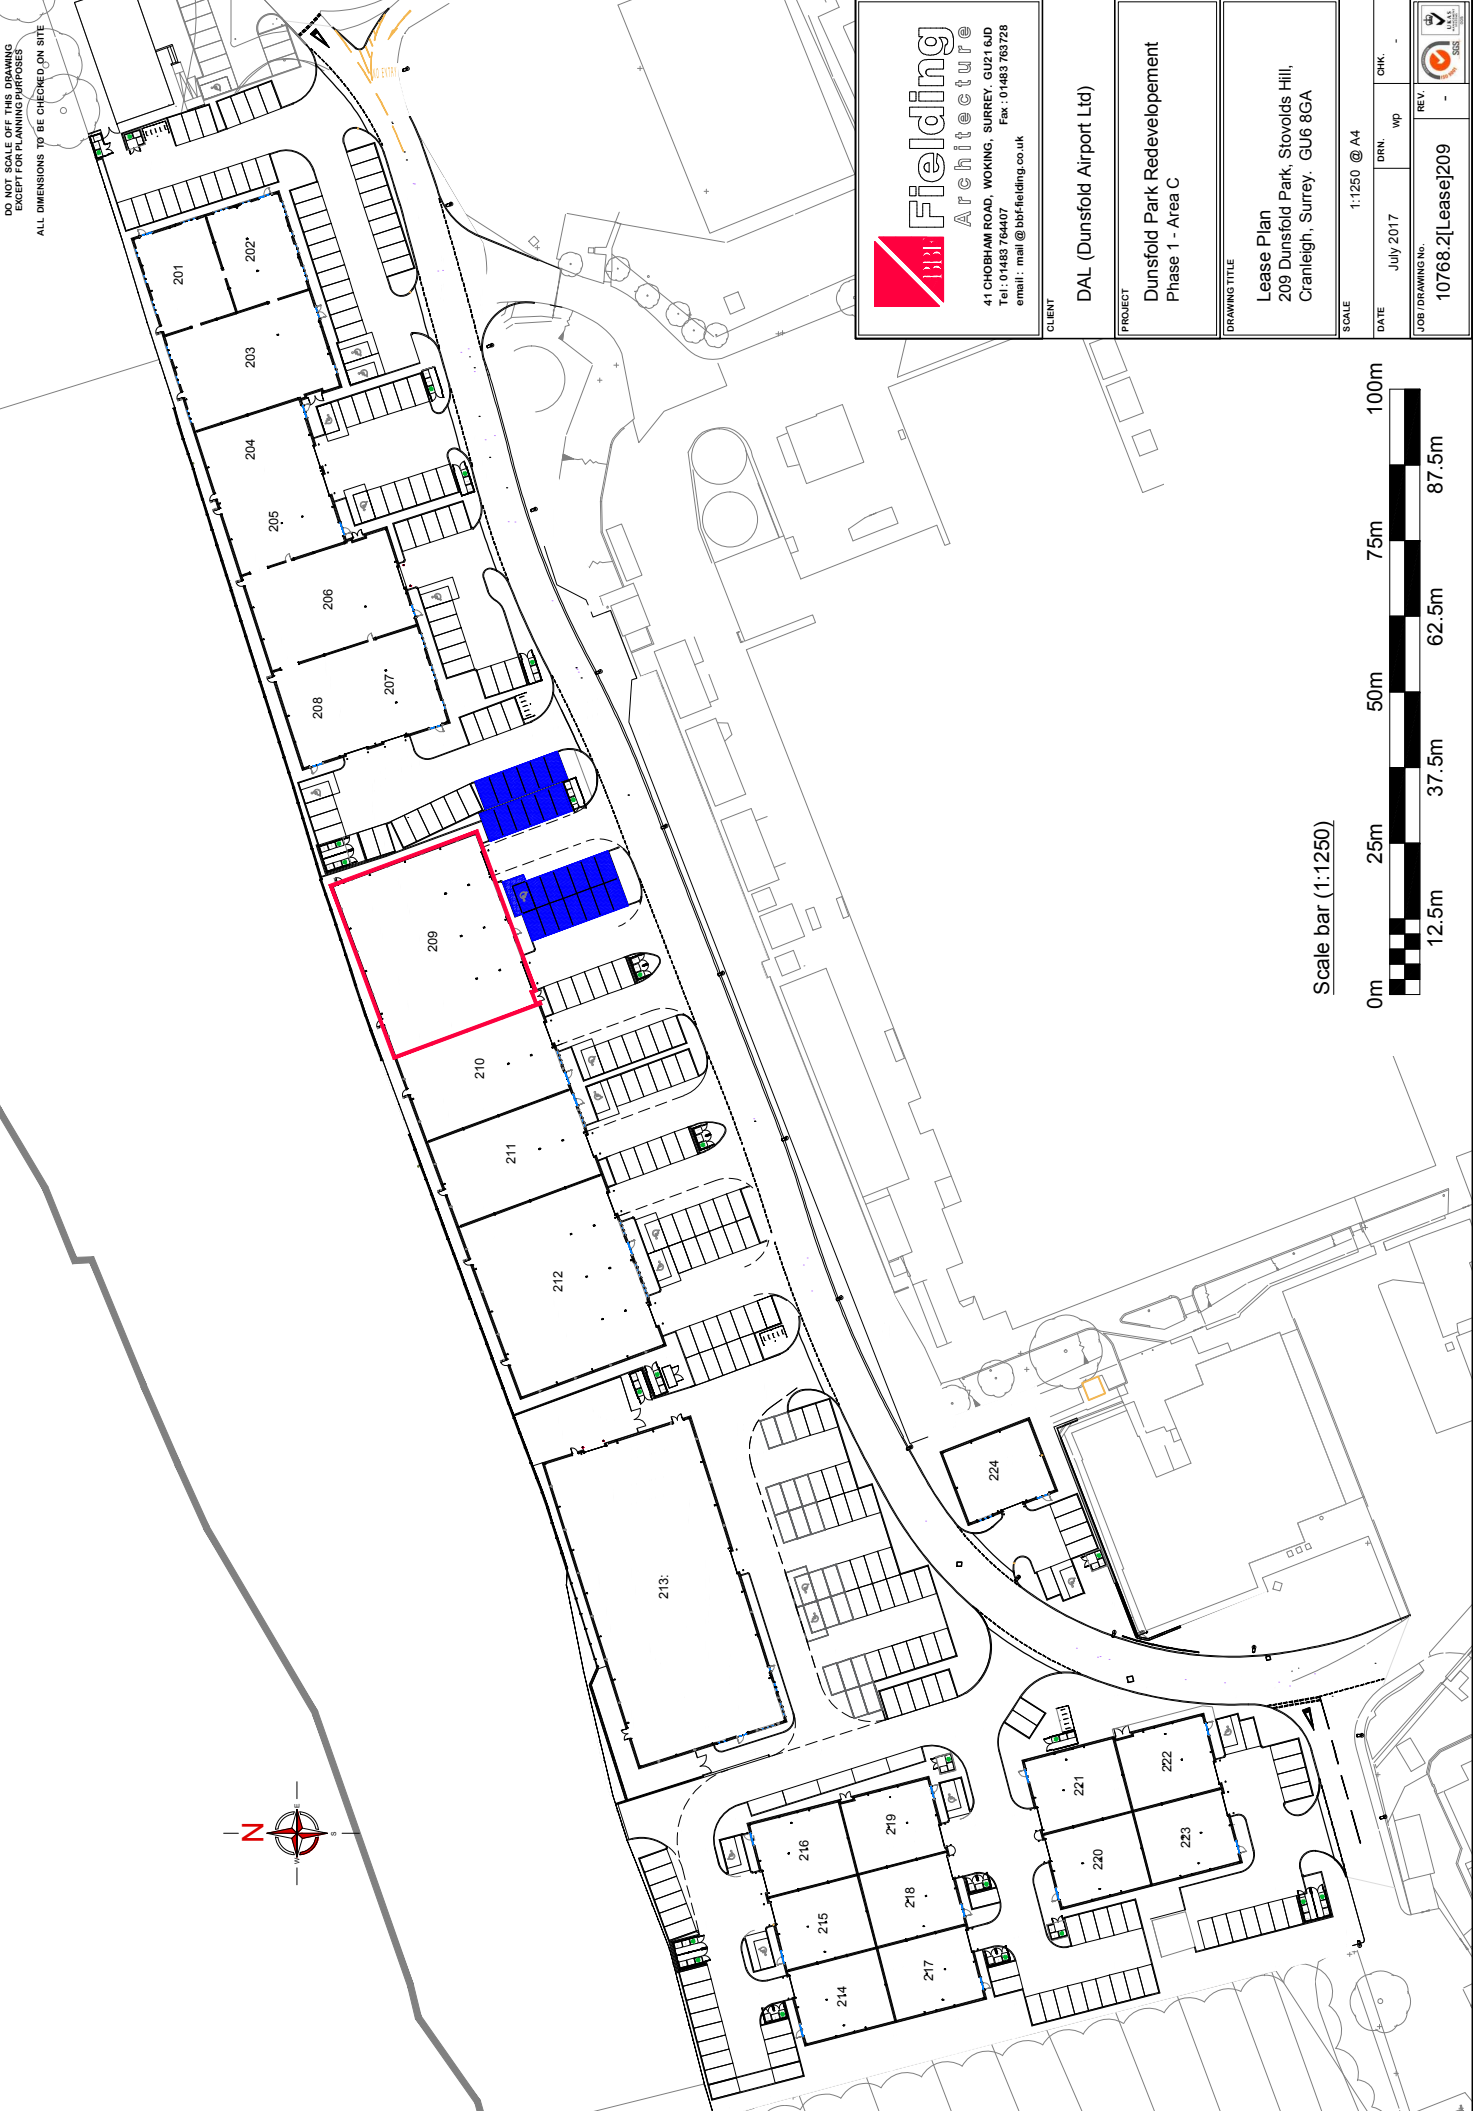 DO NOT SCALE OFF THIS DRAWING
EXCEPT FOR PLANNING PURPOSES
ALL DIMENSIONS TO BE CHECKED ON SITE
NO ENTRY
201
202
203
204
205
206
207
208
209
210
211
212
213
214
215
216
217
218
219
220
221
222
223
224
N
E
S
W
Scale bar (1:1250)
0m
12.5m
25m
37.5m
50m
62.5m
75m
87.5m
100m
BBF
Fielding
Architecture
41 CHOBHAM ROAD, WOKING, SURREY. GU21 6JD
Tel : 01483 764407 Fax : 01483 763728
email : mail @ bbf-fielding.co.uk
CLIENT
DAL (Dunsfold Airport Ltd)
PROJECT
Dunsfold Park Redevelopement
Phase 1 - Area C
DRAWING TITLE
Lease Plan
209 Dunsfold Park, Stovolds Hill,
Cranleigh, Surrey. GU6 8GA
SCALE
1:1250 @ A4
DATE
July 2017
DRN.
wp
CHK.
-
JOB / DRAWING No.
10768.2[Lease]209
REV.
-
SGS
UKAS